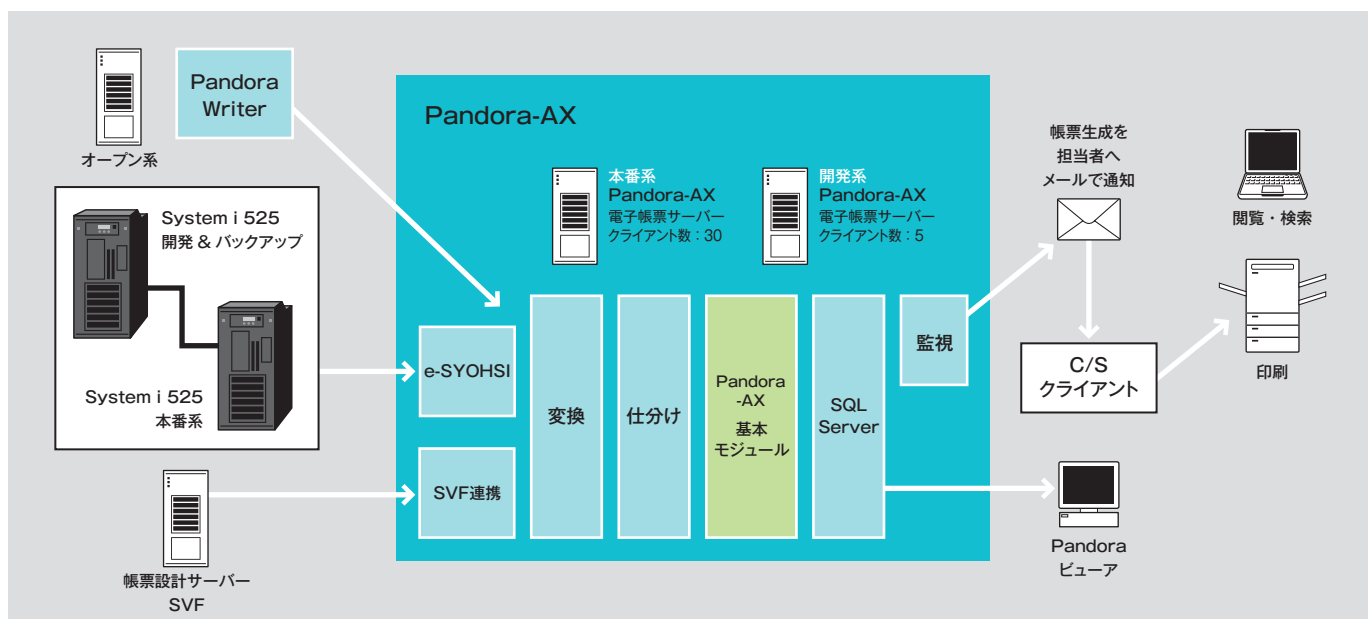 Pandora
Writer
オープン系
System i 525
開発 & バックアップ
System i 525
本番系
帳票設計サーバー
SVF
Pandora-AX
本番系
Pandora-AX
電子帳票サーバー
クライアント数：30
開発系
Pandora-AX
電子帳票サーバー
クライアント数：5
e-SYOHSI
SVF連携
変換
仕分け
Pandora
-AX
基本
モジュール
SQL
Server
監視
帳票生成を
担当者へ
メールで通知
C/S
クライアント
閲覧・検索
印刷
Pandora
ビューア